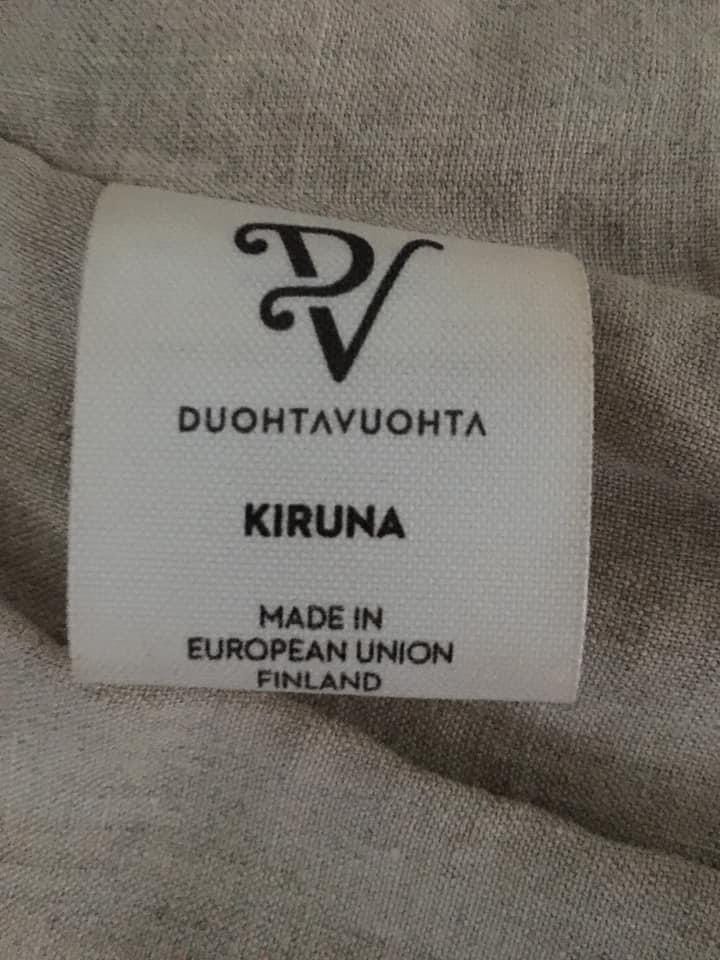 DV
DUOHTAVUOHTA
KIRUNA
MADE IN
EUROPEAN UNION
FINLAND